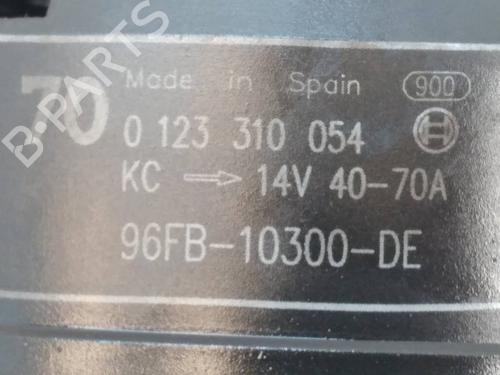 B-PARTS
70 Made in Spain 900
0 123 310 054
KC → 14V 40-70A
96FB-10300-DE